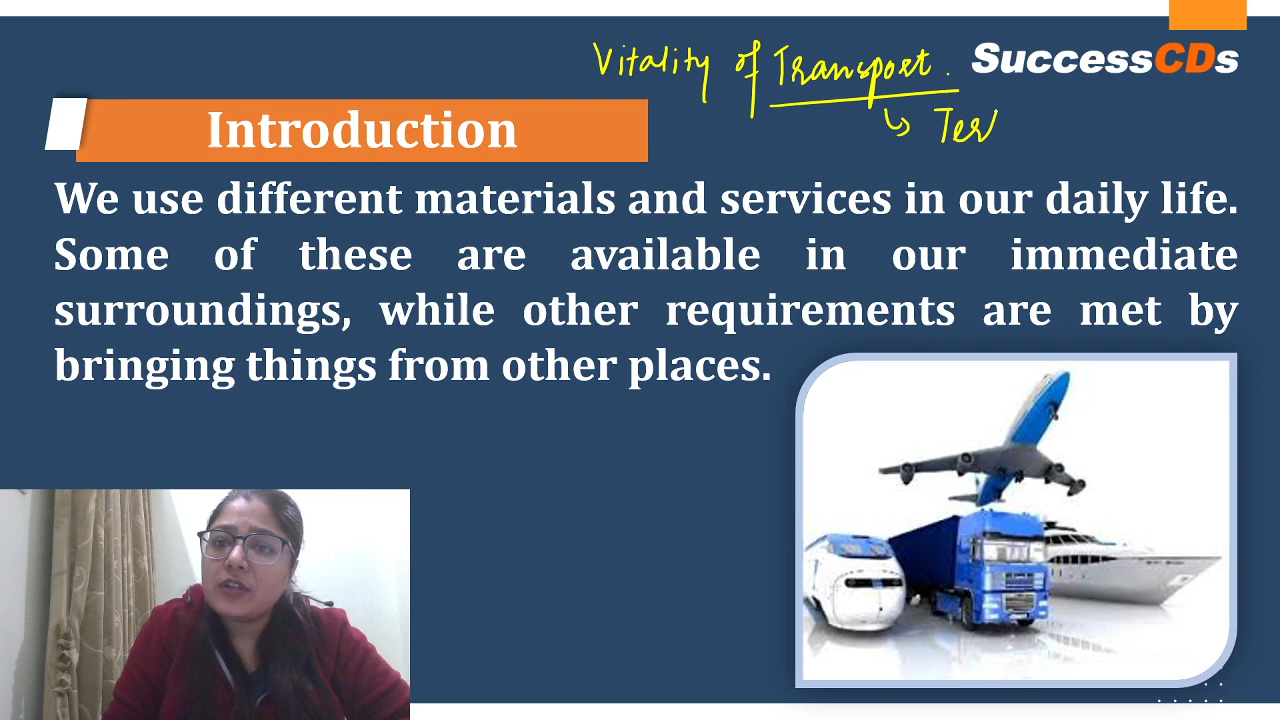 Vitality of Transport.
SuccessCDs
↳ Ter
Introduction
We use different materials and services in our daily life.
Some of these are available in our immediate
surroundings, while other requirements are met by
bringing things from other places.